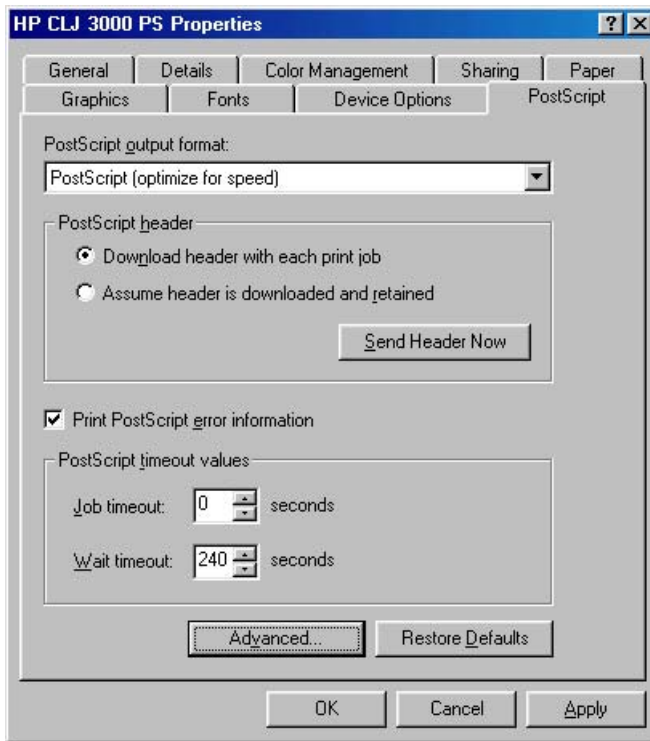 HP CLJ 3000 PS Properties
General Details Color Management Sharing Paper
Graphics Fonts Device Options PostScript
PostScript output format:
PostScript (optimize for speed)
PostScript header
Download header with each print job
Assume header is downloaded and retained
Send Header Now
Print PostScript error information
PostScript timeout values
Job timeout: 0 seconds
Wait timeout: 240 seconds
Advanced... Restore Defaults
OK Cancel Apply